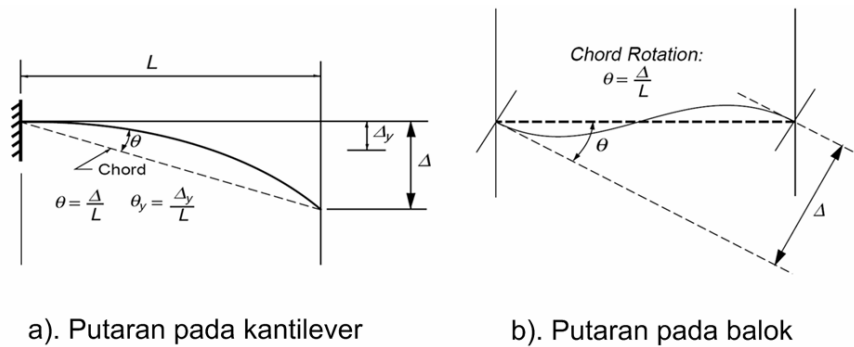 L
Δy
θ
Δ
Chord
θ = Δ/L θy = Δy/L
a). Putaran pada kantilever
Chord Rotation:
θ = Δ/L
θ
Δ
b). Putaran pada balok